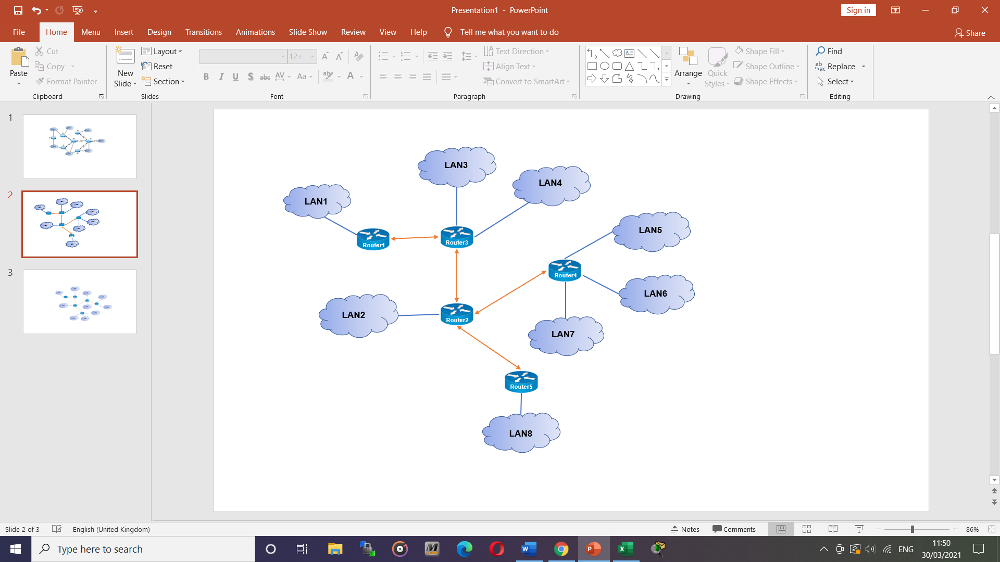 Presentation1 - PowerPoint
Sign in
File Home Menu Insert Design Transitions Animations Slide Show Review View Help Tell me what you want to do Share
Paste
Cut
Copy
Format Painter
Clipboard
New Slide
Layout
Reset
Section
Slides
12+
B I U S abc AV Aa A
Font
Text Direction
Align Text
Convert to SmartArt
Paragraph
Arrange
Quick Styles
Shape Fill
Shape Outline
Shape Effects
Drawing
Find
Replace
Select
Editing
1
2
3
LAN3
LAN4
LAN1
LAN5
Router1
Router3
Router4
LAN6
LAN2
Router2
LAN7
Router5
LAN8
Slide 2 of 3 English (United Kingdom) Notes Comments 86%
Type here to search
ENG
11:50
30/03/2021